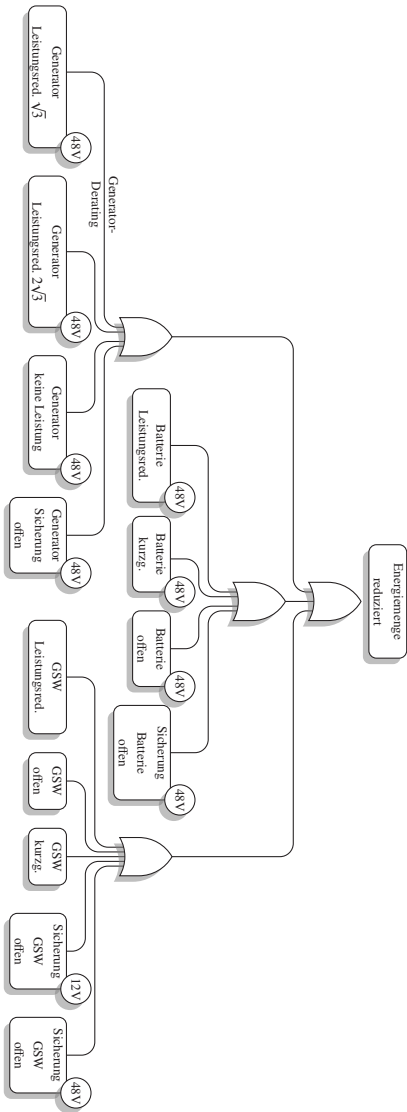 Energiemenge
reduziert
Generator-
Derating
Batterie
Leistungsred.
48V
Batterie
kurzg.
48V
Batterie
offen
48V
Sicherung
Batterie
offen
48V
Generator
Leistungsred. √3
48V
Generator
Leistungsred. 2√3
48V
Generator
keine Leistung
48V
Generator
Sicherung
offen
48V
GSW
Leistungsred.
GSW
offen
GSW
kurzg.
Sicherung
GSW
offen
12V
Sicherung
GSW
offen
48V